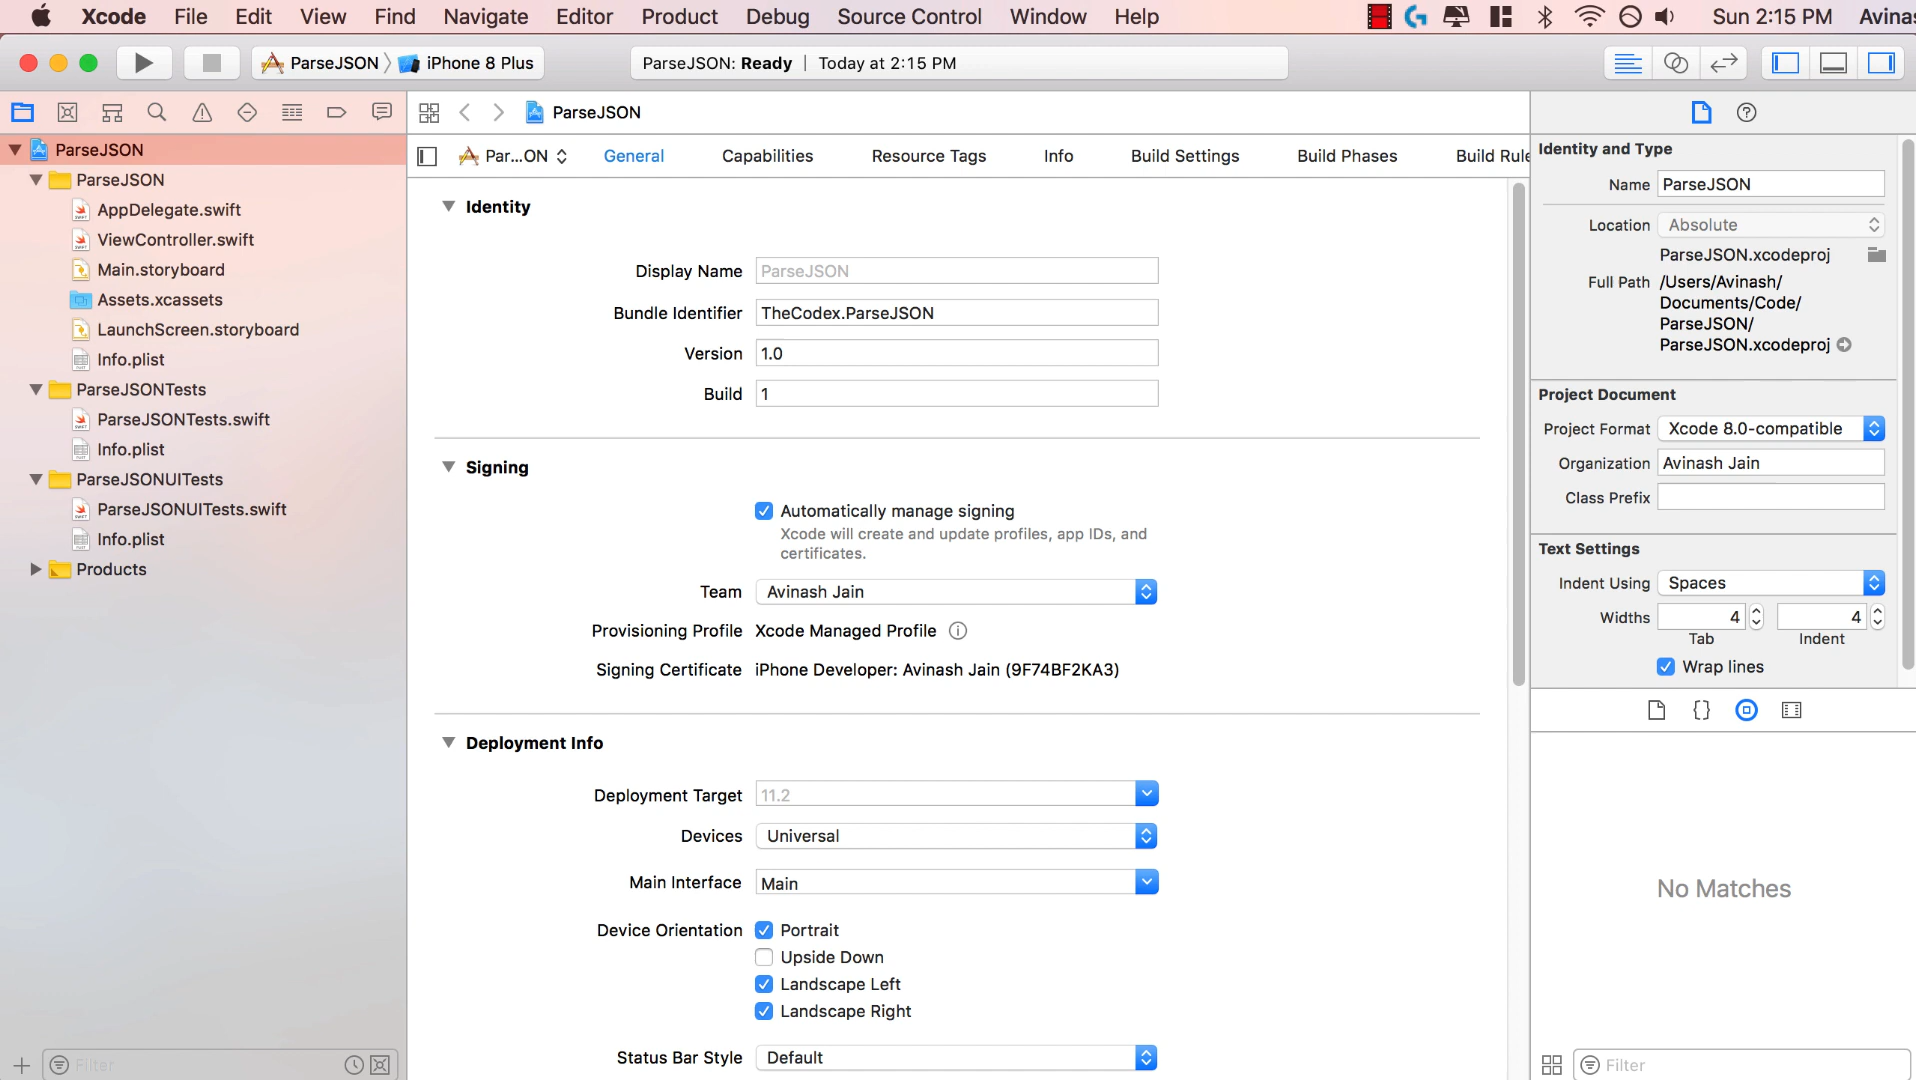 Xcode File Edit View Find Navigate Editor Product Debug Source Control Window Help Sun 2:15 PM Avinas
ParseJSON iPhone 8 Plus ParseJSON: Ready | Today at 2:15 PM
ParseJSON
ParseJSON
ParseJSON
AppDelegate.swift
ViewController.swift
Main.storyboard
Assets.xcassets
LaunchScreen.storyboard
Info.plist
ParseJSONTests
ParseJSONTests.swift
Info.plist
ParseJSONUITests
ParseJSONUITests.swift
Info.plist
Products
Filter
Par...ON General Capabilities Resource Tags Info Build Settings Build Phases Build Rule
Identity
Display Name ParseJSON
Bundle Identifier TheCodex.ParseJSON
Version 1.0
Build 1
Signing
Automatically manage signing
Xcode will create and update profiles, app IDs, and
certificates.
Team Avinash Jain
Provisioning Profile Xcode Managed Profile
Signing Certificate iPhone Developer: Avinash Jain (9F74BF2KA3)
Deployment Info
Deployment Target 11.2
Devices Universal
Main Interface Main
Device Orientation Portrait
Upside Down
Landscape Left
Landscape Right
Status Bar Style Default
Identity and Type
Name ParseJSON
Location Absolute
ParseJSON.xcodeproj
Full Path /Users/Avinash/
Documents/Code/
ParseJSON/
ParseJSON.xcodeproj
Project Document
Project Format Xcode 8.0-compatible
Organization Avinash Jain
Class Prefix
Text Settings
Indent Using Spaces
Widths 4 4
Tab Indent
Wrap lines
{}
No Matches
Filter